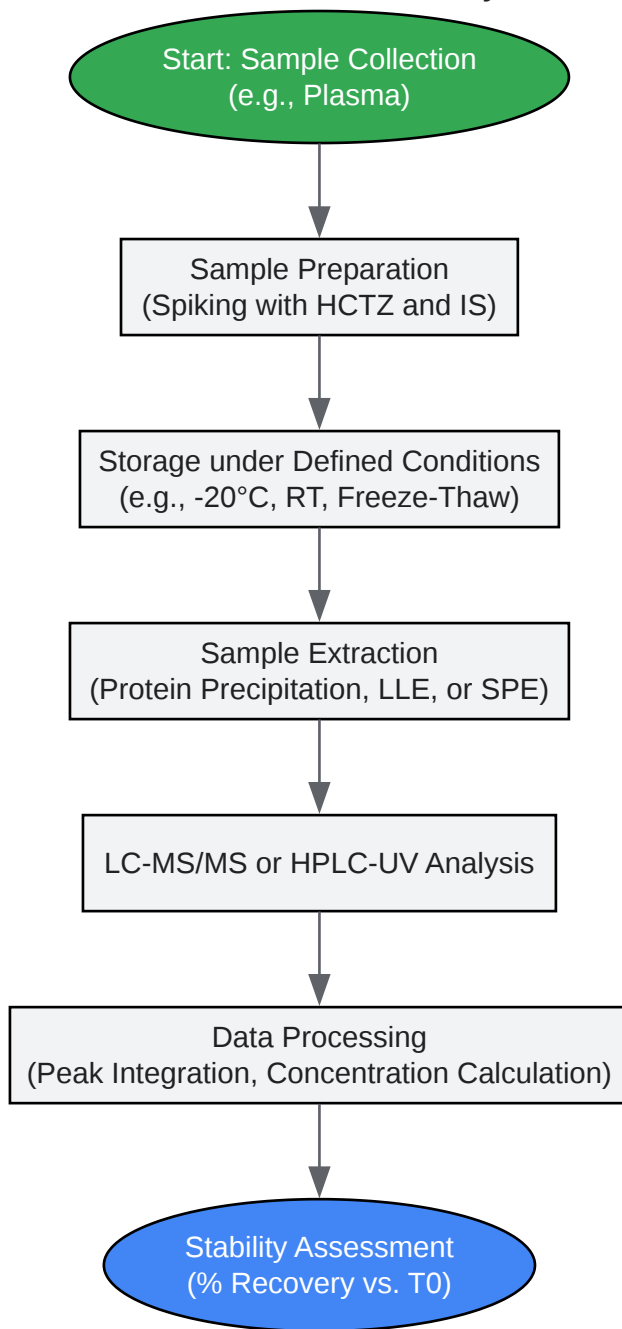 Start: Sample Collection
(e.g., Plasma)
Sample Preparation
(Spiking with HCTZ and IS)
Storage under Defined Conditions
(e.g., -20°C, RT, Freeze-Thaw)
Sample Extraction
(Protein Precipitation, LLE, or SPE)
LC-MS/MS or HPLC-UV Analysis
Data Processing
(Peak Integration, Concentration Calculation)
Stability Assessment
(% Recovery vs. T0)